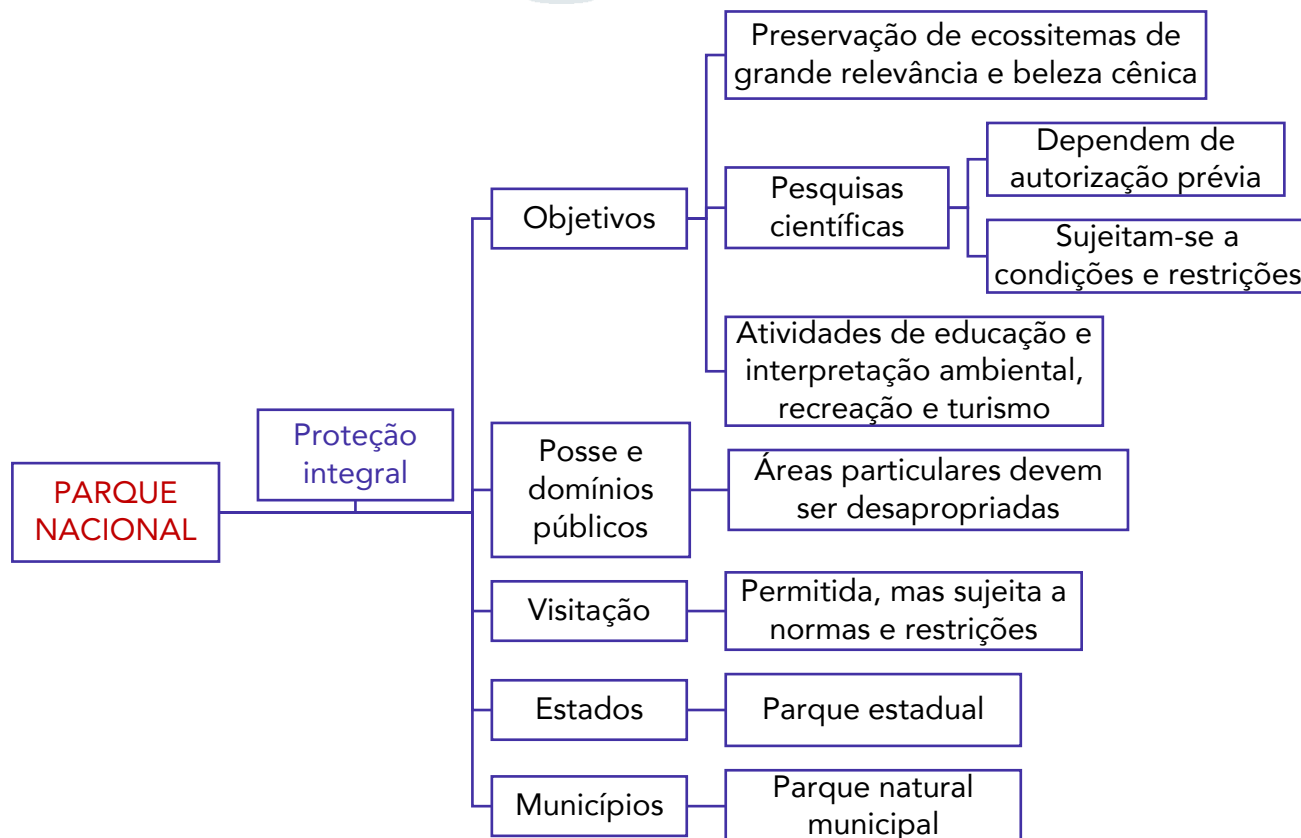 PARQUE
NACIONAL
Proteção
integral
Objetivos
Preservação de ecossitemas de
grande relevância e beleza cênica
Pesquisas
científicas
Dependem de
autorização prévia
Sujeitam-se a
condições e restrições
Atividades de educação e
interpretação ambiental,
recreação e turismo
Posse e
domínios
públicos
Áreas particulares devem
ser desapropriadas
Visitação
Permitida, mas sujeita a
normas e restrições
Estados
Parque estadual
Municípios
Parque natural
municipal